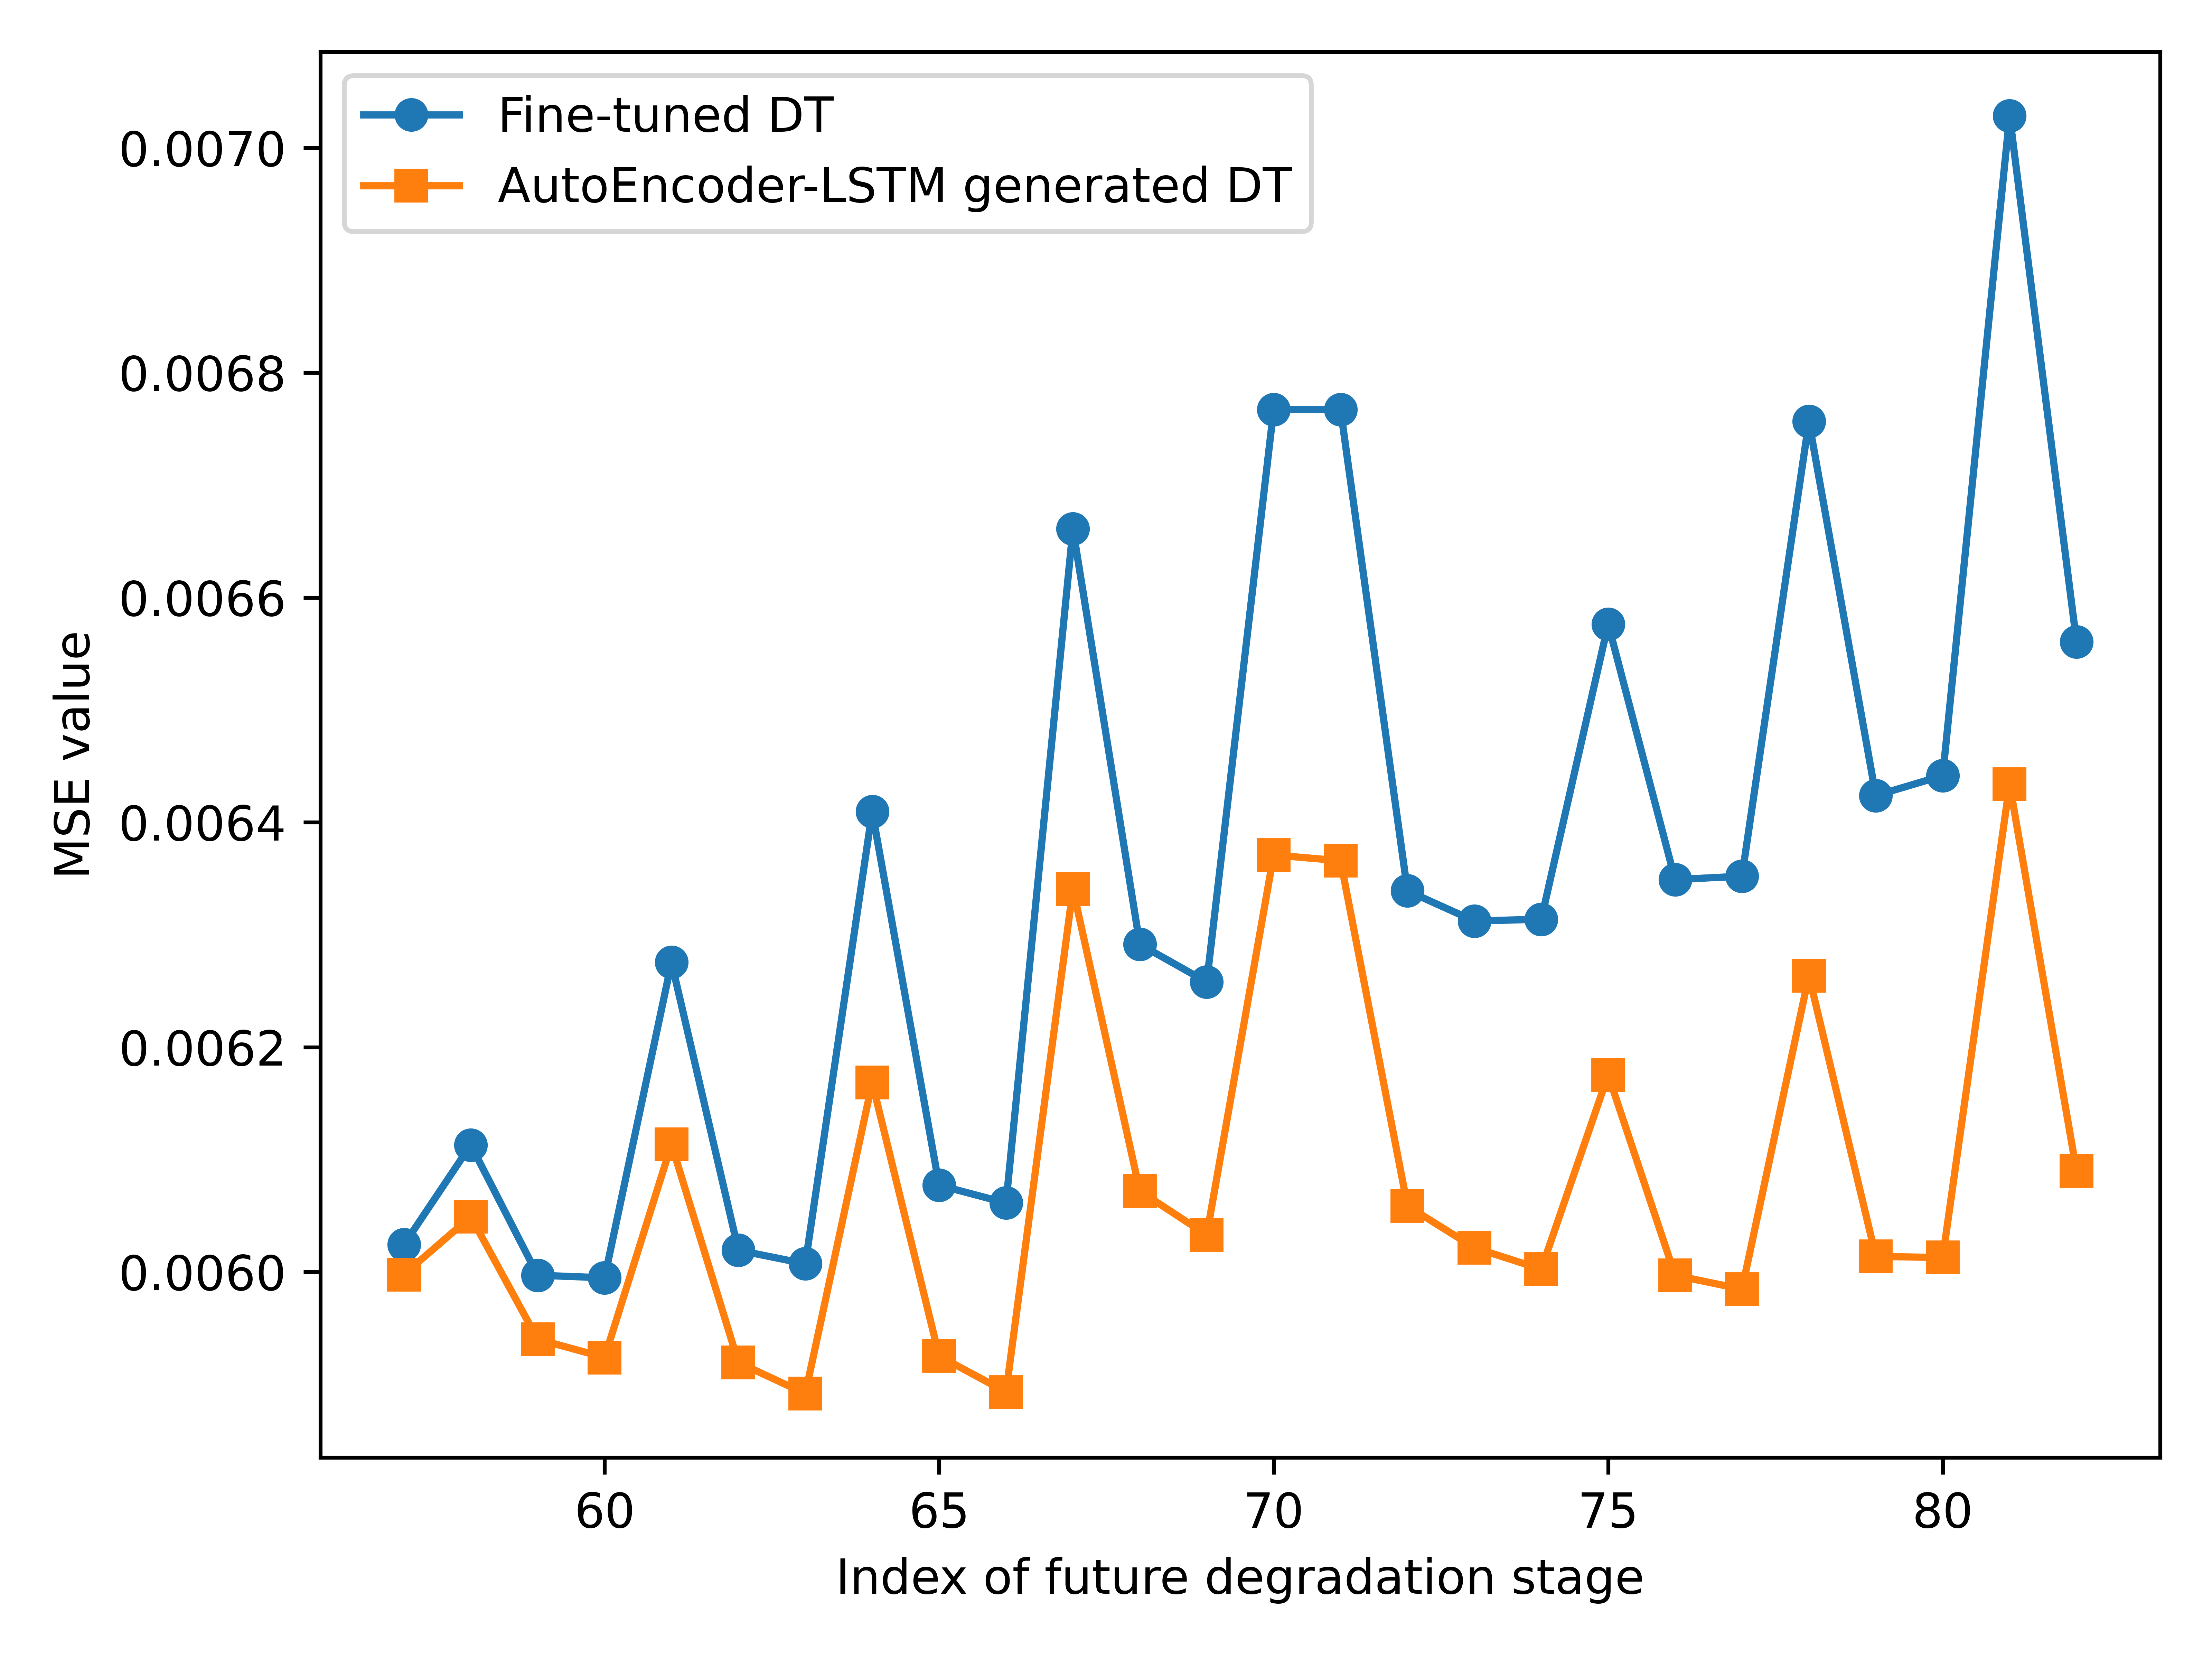 Fine-tuned DT
AutoEncoder-LSTM generated DT
0.0070
0.0068
0.0066
0.0064
0.0062
0.0060
MSE value
60 65 70 75 80
Index of future degradation stage